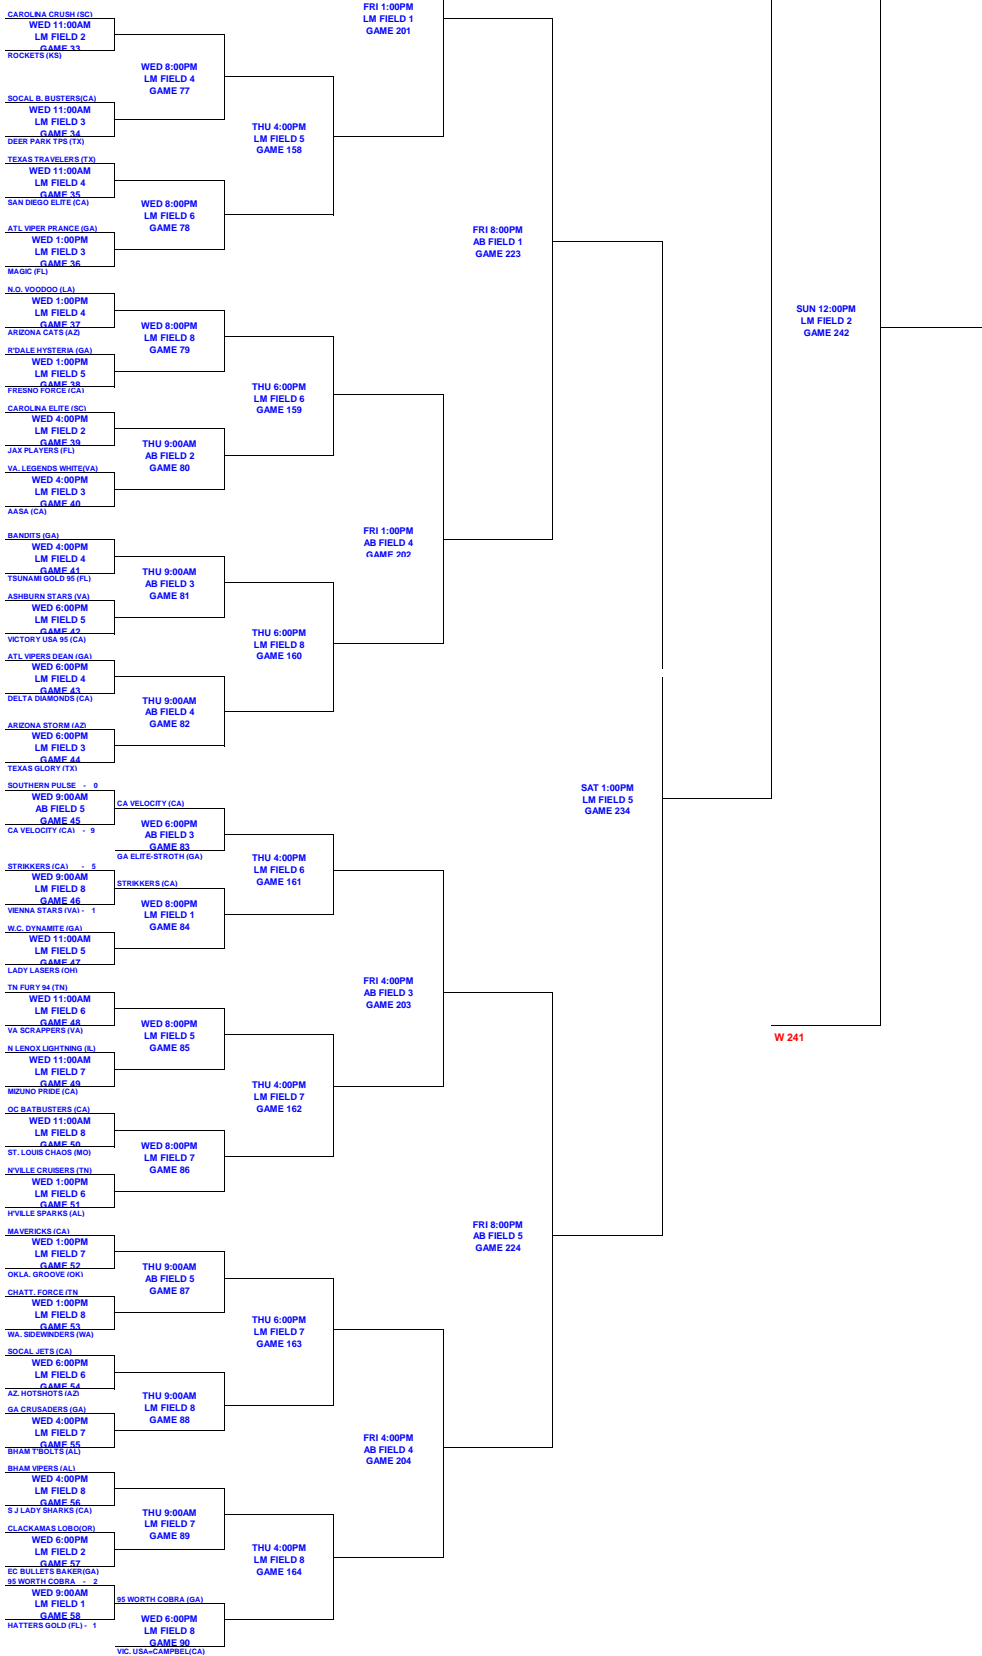 CAROLINA CRUSH (SC)
WED 11:00AM
LM FIELD 2
GAME 33
ROCKETS (KS)
SOCAL B. BUSTERS(CA)
WED 11:00AM
LM FIELD 3
GAME 34
DEER PARK TPS (TX)
TEXAS TRAVELERS (TX)
WED 11:00AM
LM FIELD 4
GAME 35
SAN DIEGO ELITE (CA)
ATL VIPER PRANCE (GA)
WED 1:00PM
LM FIELD 3
GAME 36
MAGIC (FL)
N.O. VOODOO (LA)
WED 1:00PM
LM FIELD 4
GAME 37
ARIZONA CATS (AZ)
R'DALE HYSTERIA (GA)
WED 1:00PM
LM FIELD 5
GAME 38
FRESNO FORCE (CA)
CAROLINA ELITE (SC)
WED 4:00PM
LM FIELD 2
GAME 39
JAX PLAYERS (FL)
VA. LEGENDS WHITE(VA)
WED 4:00PM
LM FIELD 3
GAME 40
AASA (CA)
BANDITS (GA)
WED 4:00PM
LM FIELD 4
GAME 41
TSUNAMI GOLD 95 (FL)
ASHBURN STARS (VA)
WED 6:00PM
LM FIELD 5
GAME 42
VICTORY USA 95 (CA)
ATL VIPERS DEAN (GA)
WED 6:00PM
LM FIELD 4
GAME 43
DELTA DIAMONDS (CA)
ARIZONA STORM (AZ)
WED 6:00PM
LM FIELD 3
GAME 44
TEXAS GLORY (TX)
SOUTHERN PULSE - 0
WED 9:00AM
AB FIELD 5
GAME 45
CA VELOCITY (CA) - 9
STRIKKERS (CA) - 5
WED 9:00AM
LM FIELD 8
GAME 46
VIENNA STARS (VA) - 1
W.C. DYNAMITE (GA)
WED 11:00AM
LM FIELD 5
GAME 47
LADY LASERS (OH)
TN FURY 94 (TN)
WED 11:00AM
LM FIELD 6
GAME 48
VA SCRAPPERS (VA)
N LENOX LIGHTNING (IL)
WED 11:00AM
LM FIELD 7
GAME 49
MIZUNO PRIDE (CA)
OC BATBUSTERS (CA)
WED 11:00AM
LM FIELD 8
GAME 50
ST. LOUIS CHAOS (MO)
N'VILLE CRUISERS (TN)
WED 1:00PM
LM FIELD 6
GAME 51
H'VILLE SPARKS (AL)
MAVERICKS (CA)
WED 1:00PM
LM FIELD 7
GAME 52
OKLA. GROOVE (OK)
CHATT. FORCE (TN
WED 1:00PM
LM FIELD 8
GAME 53
WA. SIDEWINDERS (WA)
SOCAL JETS (CA)
WED 6:00PM
LM FIELD 6
GAME 54
AZ. HOTSHOTS (AZ)
GA CRUSADERS (GA)
WED 4:00PM
LM FIELD 7
GAME 55
BHAM T'BOLTS (AL)
BHAM VIPERS (AL)
WED 4:00PM
LM FIELD 8
GAME 56
S J LADY SHARKS (CA)
CLACKAMAS LOBO(OR)
WED 6:00PM
LM FIELD 2
GAME 57
EC BULLETS BAKER(GA)
95 WORTH COBRA - 2
WED 9:00AM
LM FIELD 1
GAME 58
HATTERS GOLD (FL) - 1
WED 8:00PM
LM FIELD 4
GAME 77
WED 8:00PM
LM FIELD 6
GAME 78
WED 8:00PM
LM FIELD 8
GAME 79
THU 9:00AM
AB FIELD 2
GAME 80
THU 9:00AM
AB FIELD 3
GAME 81
THU 9:00AM
AB FIELD 4
GAME 82
CA VELOCITY (CA)
WED 6:00PM
AB FIELD 3
GAME 83
GA ELITE-STROTH (GA)
STRIKKERS (CA)
WED 8:00PM
LM FIELD 1
GAME 84
WED 8:00PM
LM FIELD 5
GAME 85
WED 8:00PM
LM FIELD 7
GAME 86
THU 9:00AM
AB FIELD 5
GAME 87
THU 9:00AM
LM FIELD 8
GAME 88
THU 9:00AM
LM FIELD 7
GAME 89
95 WORTH COBRA (GA)
WED 6:00PM
LM FIELD 8
GAME 90
VIC. USA=CAMPBEL(CA)
THU 4:00PM
LM FIELD 5
GAME 158
THU 6:00PM
LM FIELD 6
GAME 159
THU 6:00PM
LM FIELD 8
GAME 160
THU 4:00PM
LM FIELD 6
GAME 161
THU 4:00PM
LM FIELD 7
GAME 162
THU 6:00PM
LM FIELD 7
GAME 163
THU 4:00PM
LM FIELD 8
GAME 164
FRI 1:00PM
LM FIELD 1
GAME 201
FRI 1:00PM
AB FIELD 4
GAME 202
FRI 4:00PM
AB FIELD 3
GAME 203
FRI 4:00PM
AB FIELD 4
GAME 204
FRI 8:00PM
AB FIELD 1
GAME 223
FRI 8:00PM
AB FIELD 5
GAME 224
SAT 1:00PM
LM FIELD 5
GAME 234
SUN 12:00PM
LM FIELD 2
GAME 242
W 241